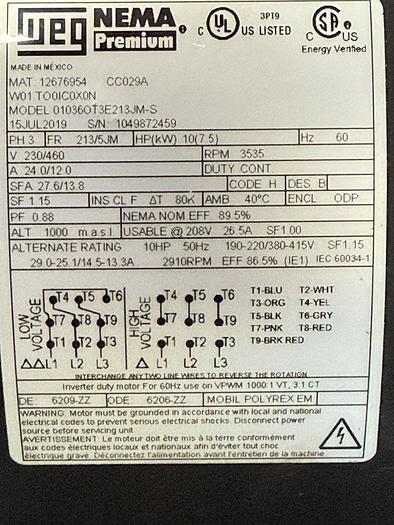 WEG NEMA Premium C UL US LISTED 3PT9 C SA US Energy Verified
MADE IN MÉXICO
MAT: 12676954 CC029A
W01.TO0IC0X0N
MODEL 01036OT3E213JM-S
15JUL2019 S/N 1049872459
PH 3 FR 213/5JM HP(kW) 10(7.5) Hz 60
V 230/460 RPM 3535
A 24.0/12.0 DUTY CONT.
SFA 27.6/13.8 CODE H DES B
SF 1.15 INS CL F ΔT 80K AMB 40°C ENCL ODP
PF 0.88 NEMA NOM EFF 89.5%
ALT 1000 m.a.s.l. USABLE @ 208V 26.5A SF1.00
ALTERNATE RATING 10HP 50Hz 190-220/380-415V SF1.15
29.0-25.1/14.5-13.3A 2910RPM EFF 86.5% (IE1) IEC 60034-1
LOW VOLTAGE
T4 T5 T6
T7 T8 T9
T1 T2 T3
ΔΔ L1 L2 L3
HIGH VOLTAGE
T4 T5 T6
T7 T8 T9
T1 T2 T3
Δ L1 L2 L3
T1-BLU T2-WHT
T3-ORG T4-YEL
T5-BLK T6-GRY
T7-PNK T8-RED
T9-BRK RED
INTERCHANGE ANY TWO LINE WIRES TO REVERSE THE ROTATION
Inverter duty motor For 60Hz use on VPWM 1000:1 VT, 3:1 CT
DE: 6209-ZZ ODE 6206-ZZ MOBIL POLYREX EM
WARNING: Motor must be grounded in accordance with local and national
electrical codes to prevent serious electrical shocks. Disconnect power
source before servicing unit.
AVERTISSEMENT: Le moteur doit être mis à la terre conformément
aux codes électriques locaux et nationaux afin d'éviter tout choc
électrique grave. Déconnectez l'alimentation avant l'entretien de la machine.